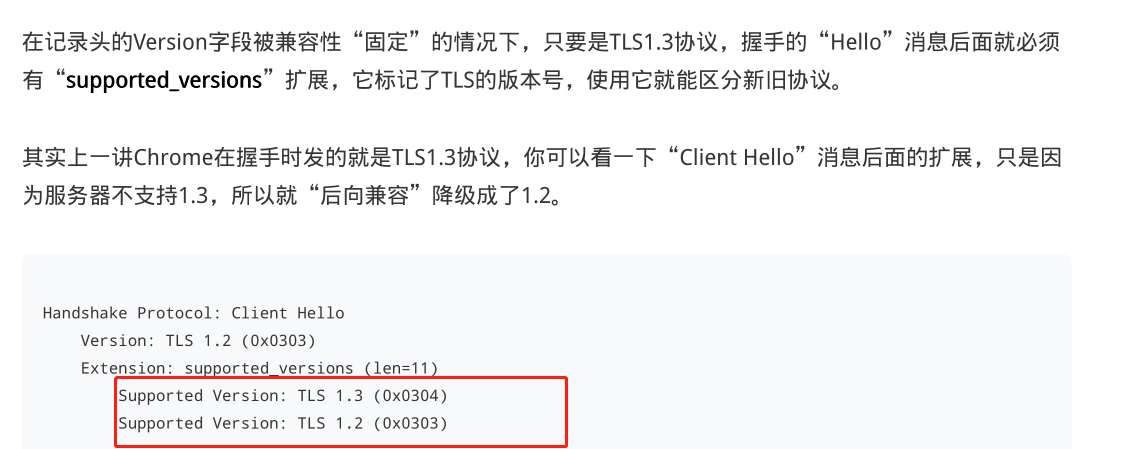 在记录头的Version字段被兼容性“固定”的情况下，只要是TLS1.3协议，握手的“Hello”消息后面就必须
有“supported_versions”扩展，它标记了TLS的版本号，使用它就能区分新旧协议。
其实上一讲Chrome在握手时发的就是TLS1.3协议，你可以看一下“Client Hello”消息后面的扩展，只是因
为服务器不支持1.3，所以就“后向兼容”降级成了1.2。
Handshake Protocol: Client Hello
Version: TLS 1.2 (0x0303)
Extension: supported_versions (len=11)
Supported Version: TLS 1.3 (0x0304)
Supported Version: TLS 1.2 (0x0303)